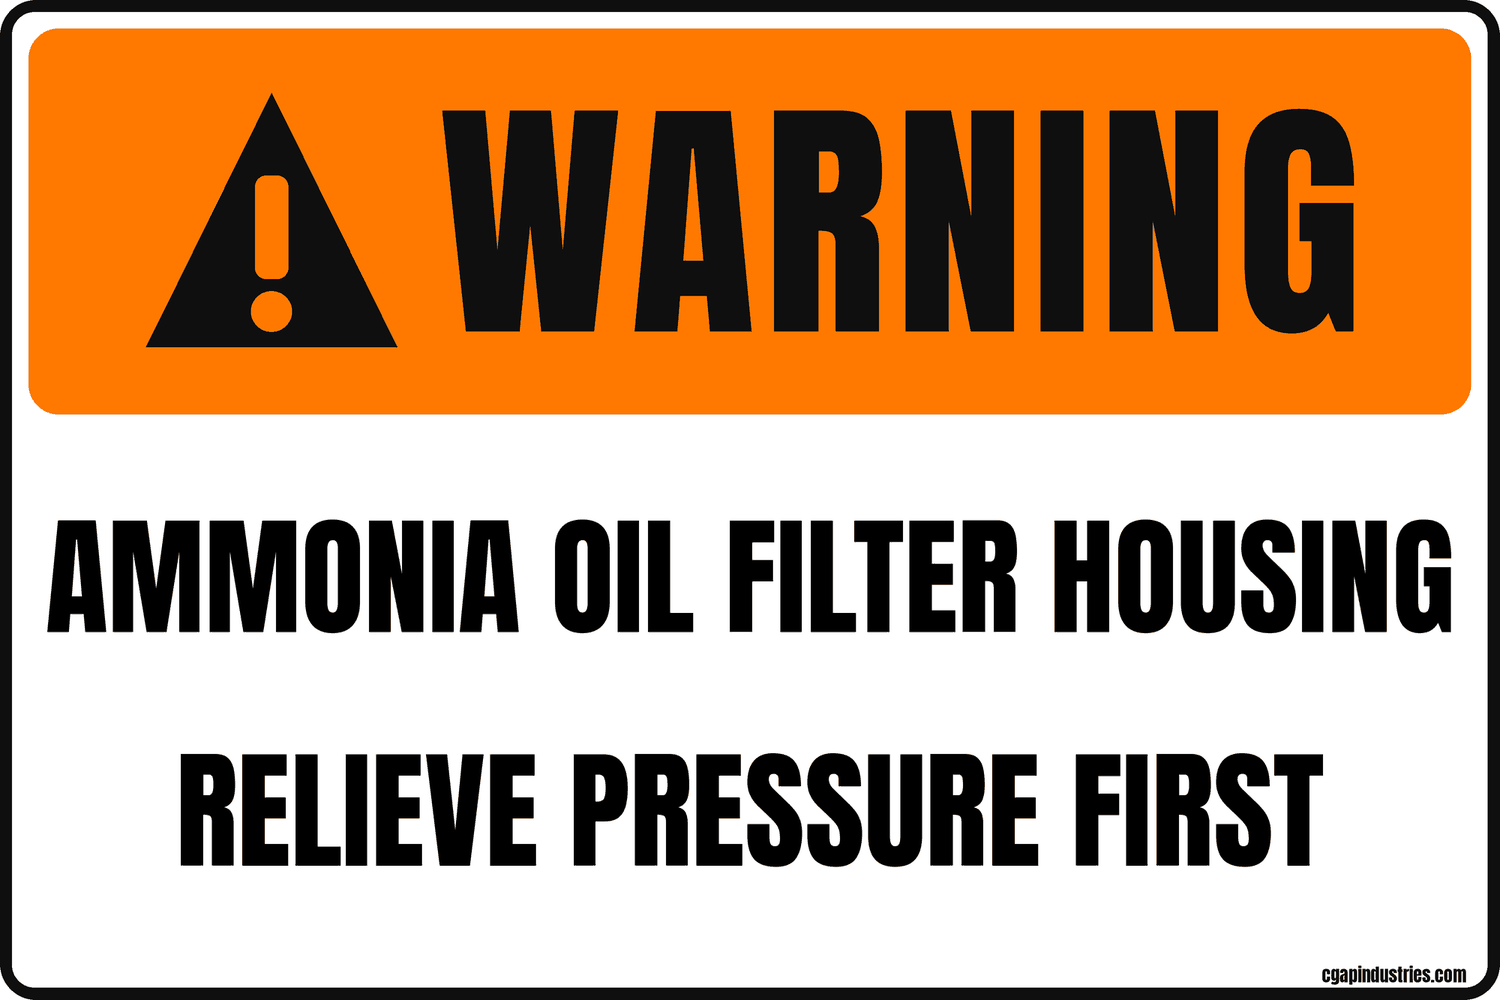 WARNING
AMMONIA OIL FILTER HOUSING
RELIEVE PRESSURE FIRST
cgapindustries.com